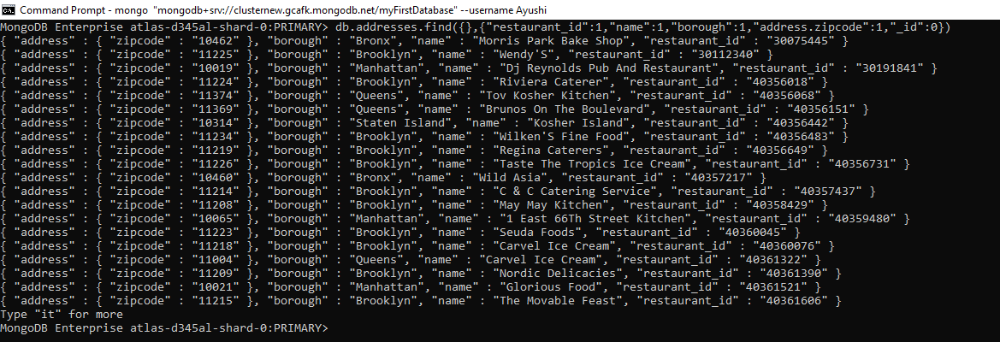 Command Prompt - mongo "mongodb+srv://clusternew.gcafk.mongodb.net/myFirstDatabase" --username Ayushi
MongoDB Enterprise atlas-d345al-shard-0:PRIMARY> db.addresses.find({},{"restaurant_id":1,"name":1,"borough":1,"address.zipcode":1,"_id":0})
{ "address" : { "zipcode" : "10462" }, "borough" : "Bronx", "name" : "Morris Park Bake Shop", "restaurant_id" : "30075445" }
{ "address" : { "zipcode" : "11225" }, "borough" : "Brooklyn", "name" : "Wendy'S", "restaurant_id" : "30112340" }
{ "address" : { "zipcode" : "10019" }, "borough" : "Manhattan", "name" : "Dj Reynolds Pub And Restaurant", "restaurant_id" : "30191841" }
{ "address" : { "zipcode" : "11224" }, "borough" : "Brooklyn", "name" : "Riviera Caterer", "restaurant_id" : "40356018" }
{ "address" : { "zipcode" : "11374" }, "borough" : "Queens", "name" : "Tov Kosher Kitchen", "restaurant_id" : "40356068" }
{ "address" : { "zipcode" : "11369" }, "borough" : "Queens", "name" : "Brunos On The Boulevard", "restaurant_id" : "40356151" }
{ "address" : { "zipcode" : "10314" }, "borough" : "Staten Island", "name" : "Kosher Island", "restaurant_id" : "40356442" }
{ "address" : { "zipcode" : "11234" }, "borough" : "Brooklyn", "name" : "Wilken'S Fine Food", "restaurant_id" : "40356483" }
{ "address" : { "zipcode" : "11219" }, "borough" : "Brooklyn", "name" : "Regina Caterers", "restaurant_id" : "40356649" }
{ "address" : { "zipcode" : "11226" }, "borough" : "Brooklyn", "name" : "Taste The Tropics Ice Cream", "restaurant_id" : "40356731" }
{ "address" : { "zipcode" : "10460" }, "borough" : "Bronx", "name" : "Wild Asia", "restaurant_id" : "40357217" }
{ "address" : { "zipcode" : "11214" }, "borough" : "Brooklyn", "name" : "C & C Catering Service", "restaurant_id" : "40357437" }
{ "address" : { "zipcode" : "11208" }, "borough" : "Brooklyn", "name" : "May May Kitchen", "restaurant_id" : "40358429" }
{ "address" : { "zipcode" : "10065" }, "borough" : "Manhattan", "name" : "1 East 66Th Street Kitchen", "restaurant_id" : "40359480" }
{ "address" : { "zipcode" : "11223" }, "borough" : "Brooklyn", "name" : "Seuda Foods", "restaurant_id" : "40360045" }
{ "address" : { "zipcode" : "11218" }, "borough" : "Brooklyn", "name" : "Carvel Ice Cream", "restaurant_id" : "40360076" }
{ "address" : { "zipcode" : "11004" }, "borough" : "Queens", "name" : "Carvel Ice Cream", "restaurant_id" : "40361322" }
{ "address" : { "zipcode" : "11209" }, "borough" : "Brooklyn", "name" : "Nordic Delicacies", "restaurant_id" : "40361390" }
{ "address" : { "zipcode" : "10021" }, "borough" : "Manhattan", "name" : "Glorious Food", "restaurant_id" : "40361521" }
{ "address" : { "zipcode" : "11215" }, "borough" : "Brooklyn", "name" : "The Movable Feast", "restaurant_id" : "40361606" }
Type "it" for more
MongoDB Enterprise atlas-d345al-shard-0:PRIMARY>